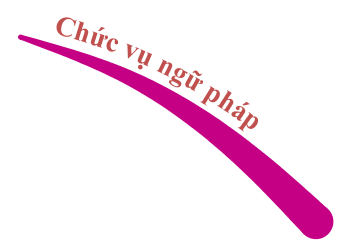 Chức vụ ngữ pháp